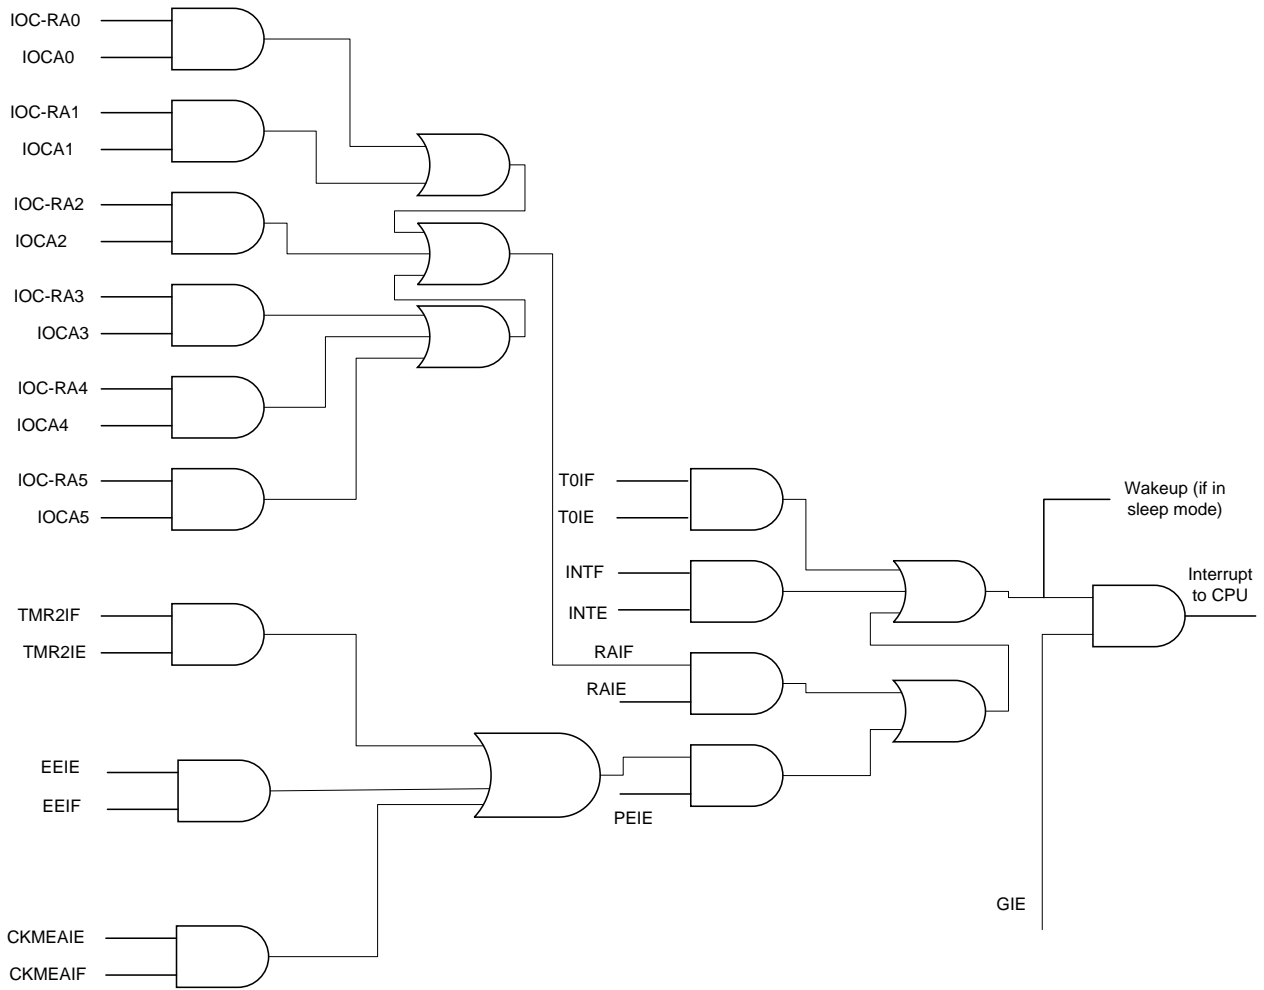 IOC-RA0
IOCA0
IOC-RA1
IOCA1
IOC-RA2
IOCA2
IOC-RA3
IOCA3
IOC-RA4
IOCA4
IOC-RA5
IOCA5
T0IF
T0IE
INTF
INTE
RAIF
RAIE
Wakeup (if in
sleep mode)
Interrupt
to CPU
TMR2IF
TMR2IE
EEIE
EEIF
PEIE
GIE
CKMEAIE
CKMEAIF